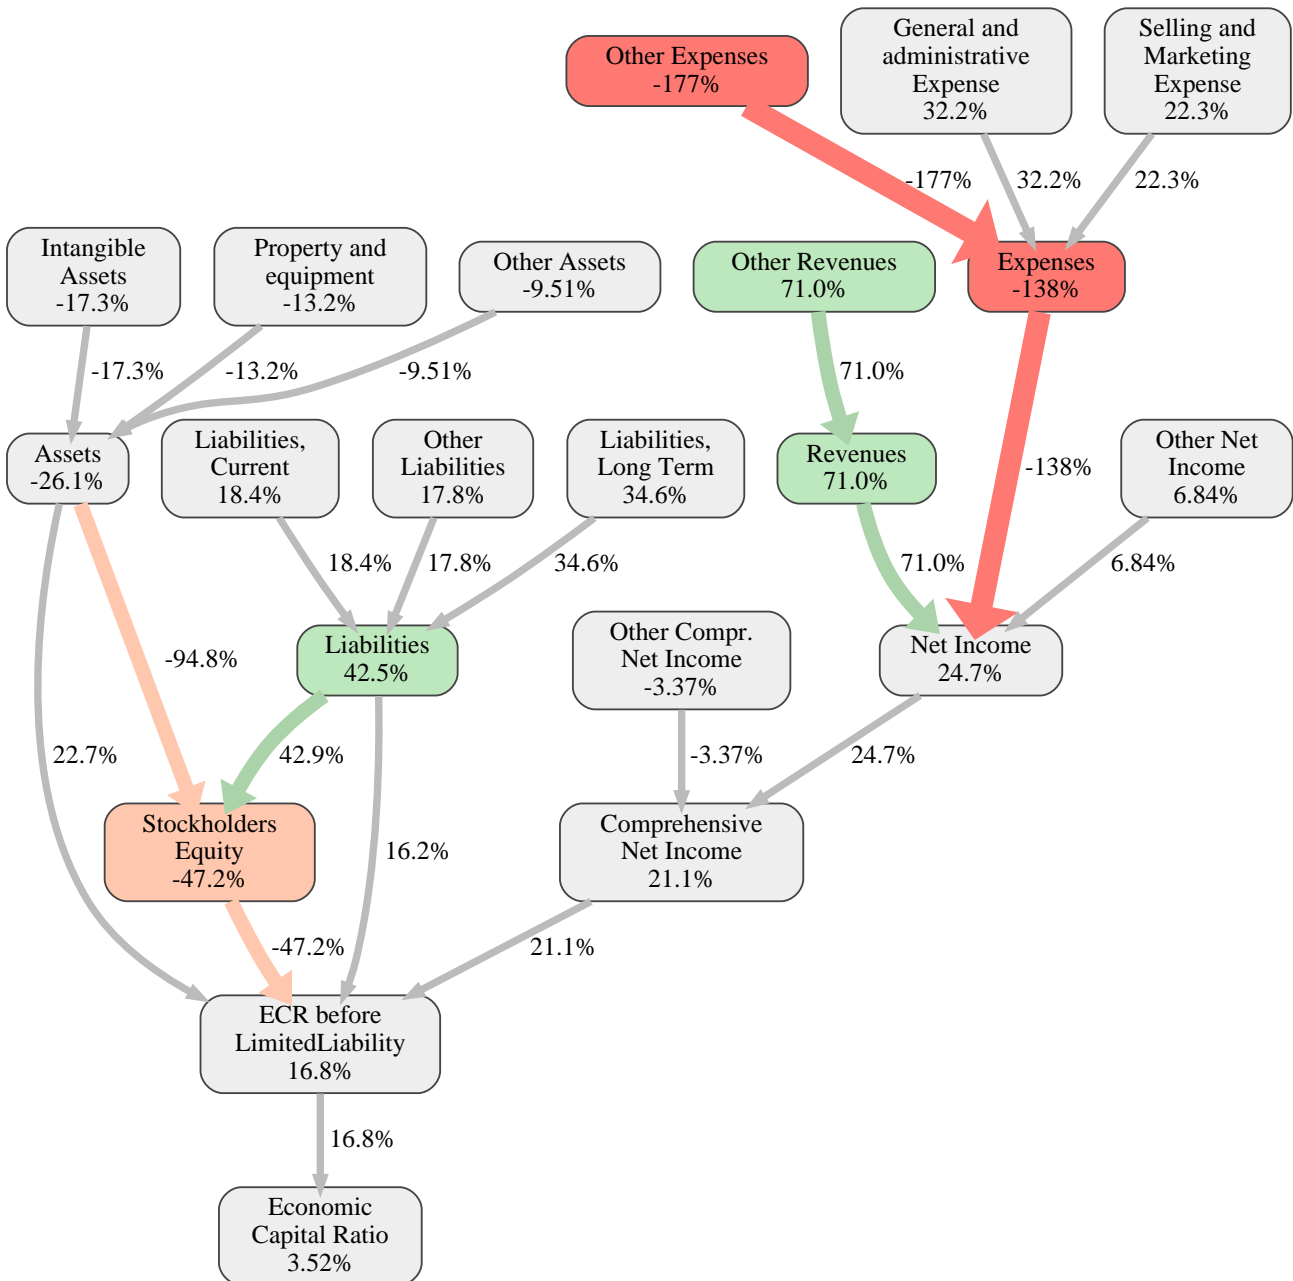 Other Expenses
-177%
General and
administrative
Expense
32.2%
Selling and
Marketing
Expense
22.3%
-177%
32.2%
22.3%
Intangible
Assets
-17.3%
Property and
equipment
-13.2%
Other Assets
-9.51%
Other Revenues
71.0%
Expenses
-138%
-17.3%
-13.2%
-9.51%
71.0%
Assets
-26.1%
Liabilities,
Current
18.4%
Other
Liabilities
17.8%
Liabilities,
Long Term
34.6%
Revenues
71.0%
-138%
Other Net
Income
6.84%
18.4%
17.8%
34.6%
71.0%
6.84%
-94.8%
Liabilities
42.5%
Other Compr.
Net Income
-3.37%
Net Income
24.7%
22.7%
42.9%
-3.37%
24.7%
Stockholders
Equity
-47.2%
16.2%
Comprehensive
Net Income
21.1%
-47.2%
21.1%
ECR before
LimitedLiability
16.8%
16.8%
Economic
Capital Ratio
3.52%